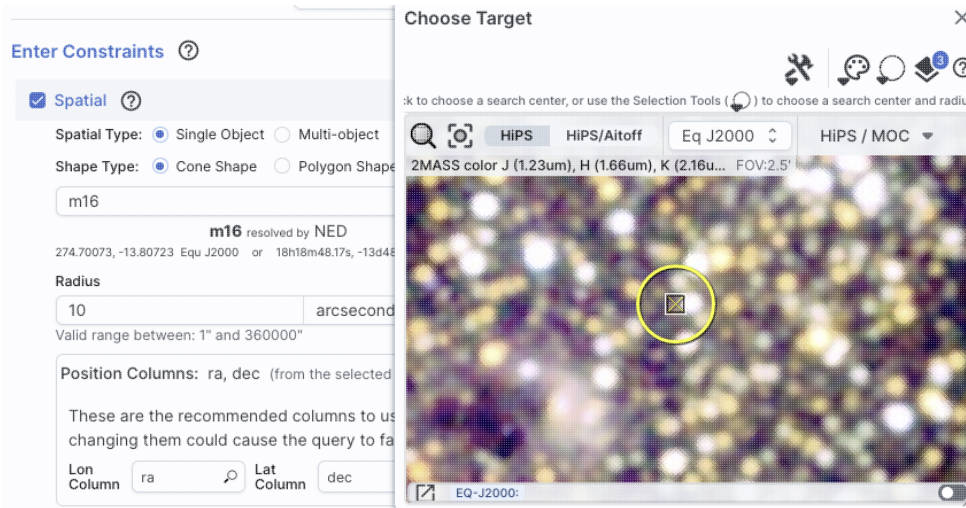 Choose Target
Enter Constraints
3
Spatial
:k to choose a search center, or use the Selection Tools ( ) to choose a search center and radiu
Spatial Type: Single Object Multi-object
HiPS HiPS/Aitoff Eq J2000 HiPS / MOC
Shape Type: Cone Shape Polygon Shape
2MASS color J (1.23um), H (1.66um), K (2.16u... FOV:2.5'
m16
m16 resolved by NED
274.70073, -13.80723 Equ J2000 or 18h18m48.17s, -13d48
Radius
10 arcsecond
Valid range between: 1" and 360000"
Position Columns: ra, dec (from the selected
These are the recommended columns to us
changing them could cause the query to fa
Lon Column ra Lat Column dec
EQ-J2000: